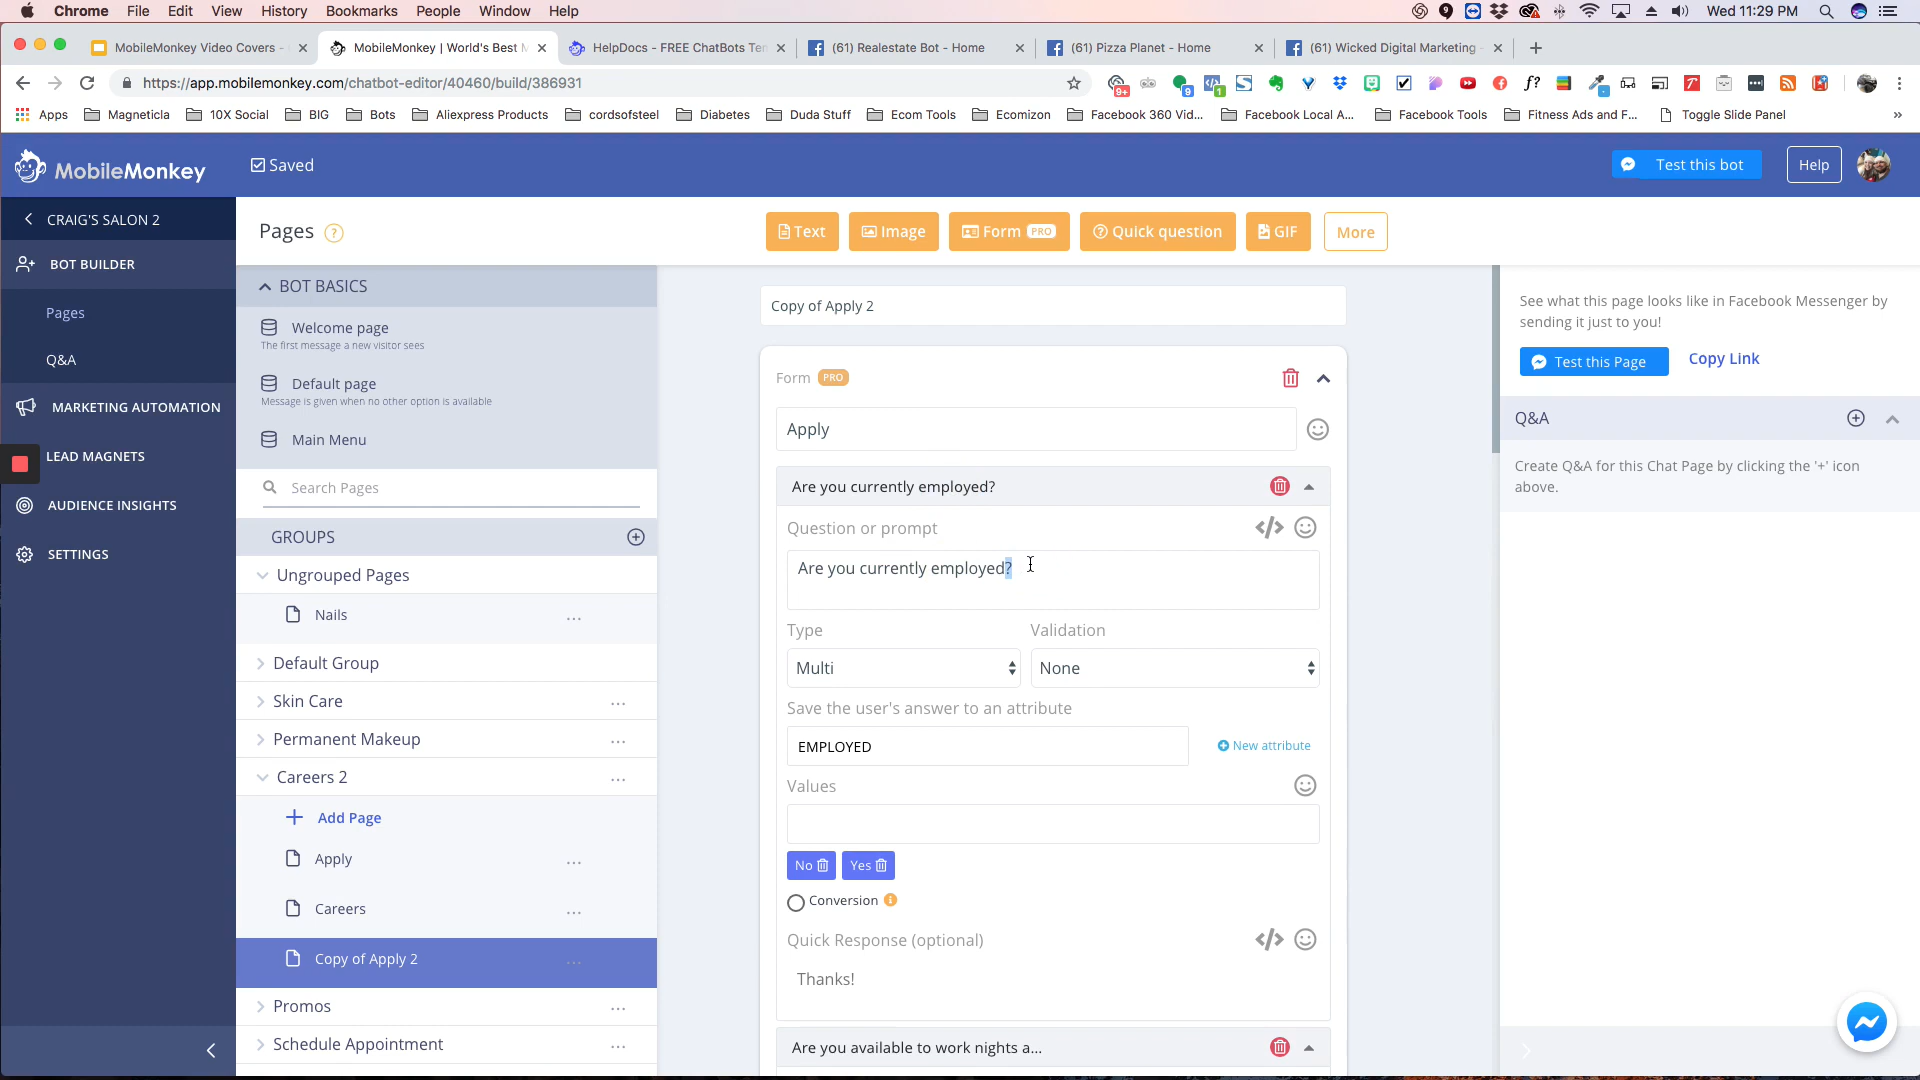 Chrome File Edit View History Bookmarks People Window Help
9
Wed 11:29 PM
MobileMonkey Video Covers -
MobileMonkey | World's Best M
HelpDocs - FREE ChatBots Ten
(61) Realestate Bot - Home
(61) Pizza Planet - Home
(61) Wicked Digital Marketing -
https://app.mobilemonkey.com/chatbot-editor/40460/build/386931
9+
9
1
f?
Apps
Magneticla
10X Social
BIG
Bots
Aliexpress Products
cordsofsteel
Diabetes
Duda Stuff
Ecom Tools
Ecomizon
Facebook 360 Vid...
Facebook Local A...
Facebook Tools
Fitness Ads and F...
Toggle Slide Panel
»
MobileMonkey
Saved
Test this bot
Help
CRAIG'S SALON 2
BOT BUILDER
Pages
Q&A
MARKETING AUTOMATION
LEAD MAGNETS
AUDIENCE INSIGHTS
SETTINGS
Pages ?
Text
Image
Form PRO
Quick question
GIF
More
BOT BASICS
Welcome page
The first message a new visitor sees
Default page
Message is given when no other option is available
Main Menu
Search Pages
GROUPS
Ungrouped Pages
Nails ...
Default Group
Skin Care ...
Permanent Makeup ...
Careers 2 ...
Add Page
Apply ...
Careers ...
Copy of Apply 2 ...
Promos ...
Schedule Appointment ...
Copy of Apply 2
Form PRO
Apply
Are you currently employed?
Question or prompt </>
Are you currently employed?
Type Validation
Multi None
Save the user's answer to an attribute
EMPLOYED
New attribute
Values
No Yes
Conversion
Quick Response (optional) </>
Thanks!
Are you available to work nights a...
See what this page looks like in Facebook Messenger by
sending it just to you!
Test this Page
Copy Link
Q&A
Create Q&A for this Chat Page by clicking the '+' icon
above.